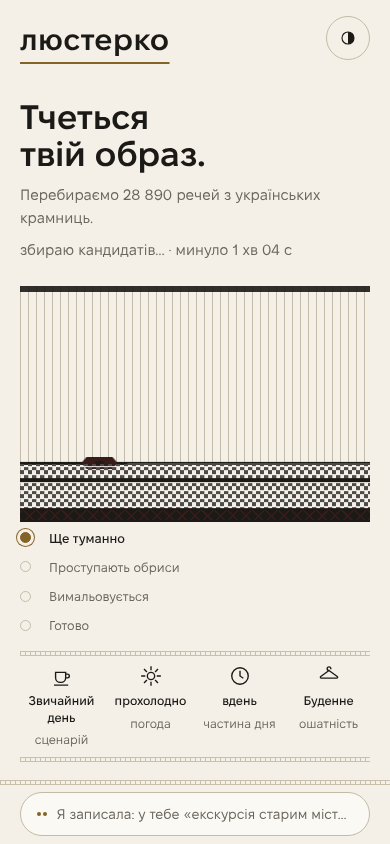 люстерко
Тчеться
твій образ.
Перебираємо 28 890 речей з українських
крамниць.
збираю кандидатів… · минуло 1 хв 04 с
Ще туманно
Проступають обриси
Вимальовується
Готово
Звичайний
день
сценарій
прохолодно
погода
вдень
частина дня
Буденне
ошатність
Я записала: у тебе «екскурсія старим міст…